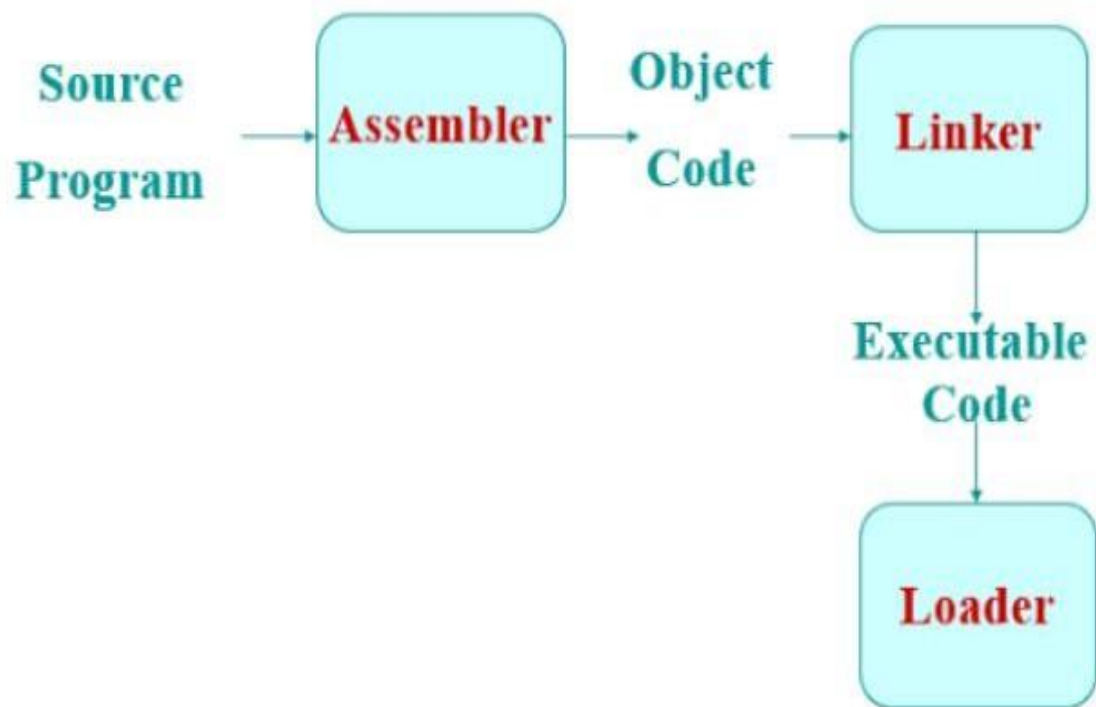 Source
Program
Assembler
Object
Code
Linker
Executable
Code
Loader